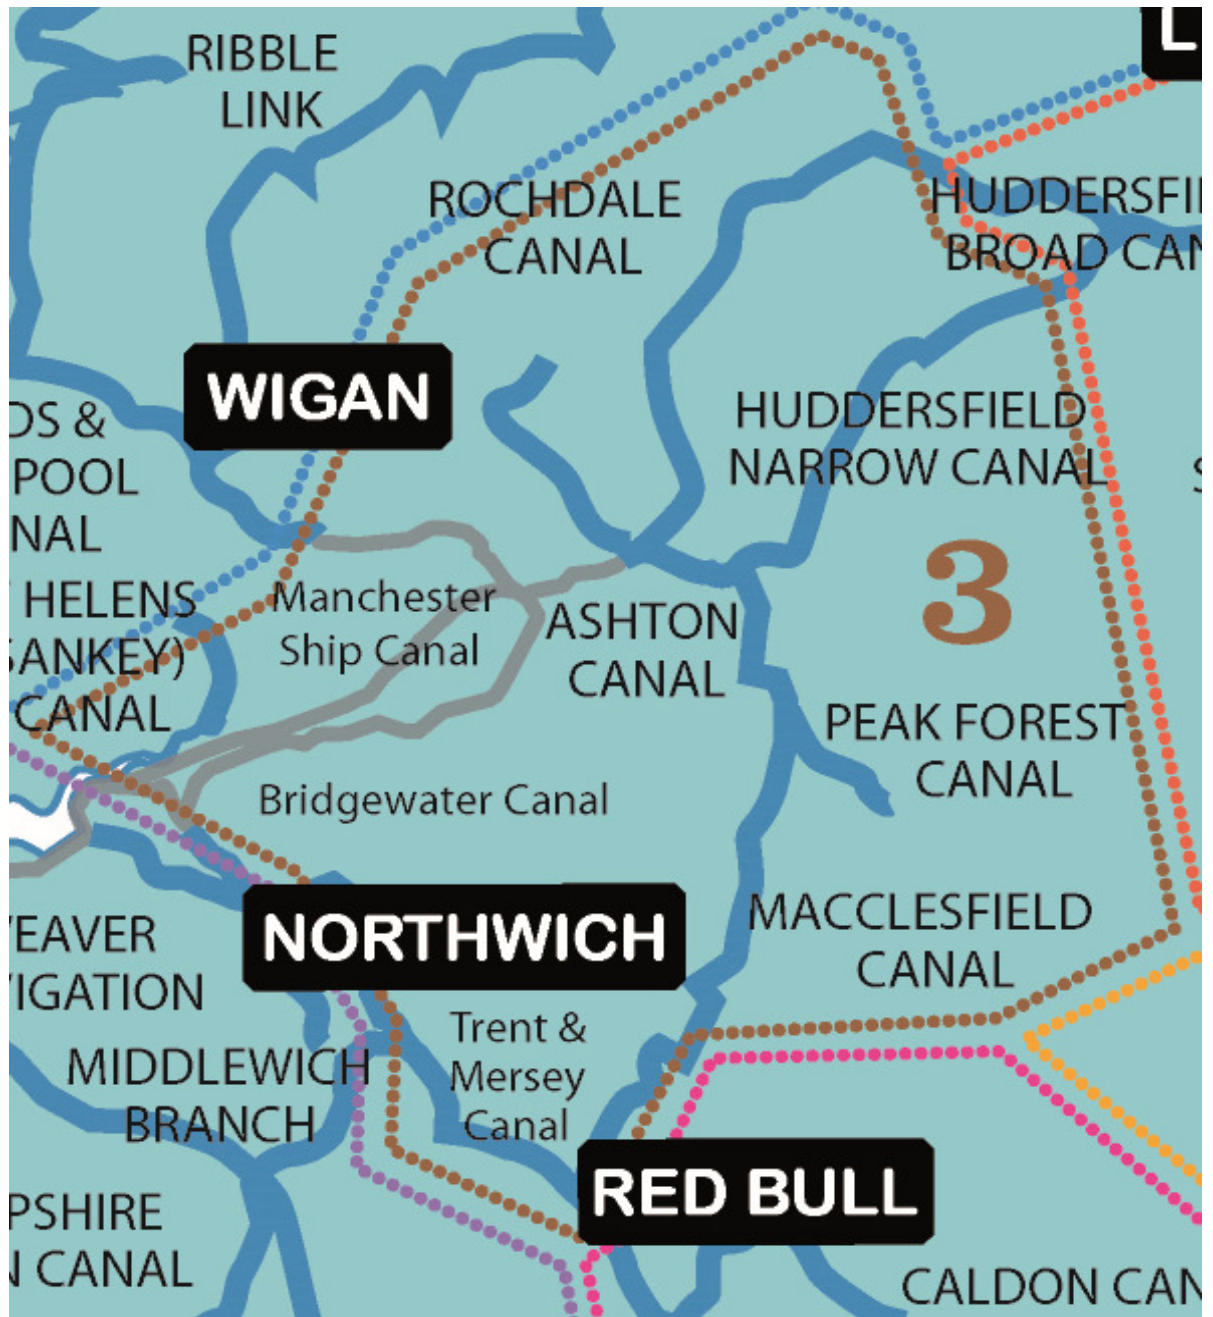 L
RIBBLE
LINK
ROCHDALE
CANAL
HUDDERSFI
BROAD CAN
WIGAN
DS &
POOL
NAL
HUDDERSFIELD
NARROW CANAL
S
3
HELENS
SANKEY)
CANAL
Manchester
Ship Canal
ASHTON
CANAL
PEAK FOREST
CANAL
Bridgewater Canal
NORTHWICH
MACCLESFIELD
CANAL
EAVER
VIGATION
Trent &
Mersey
Canal
MIDDLEWICH
BRANCH
RED BULL
PSHIRE
N CANAL
CALDON CAN